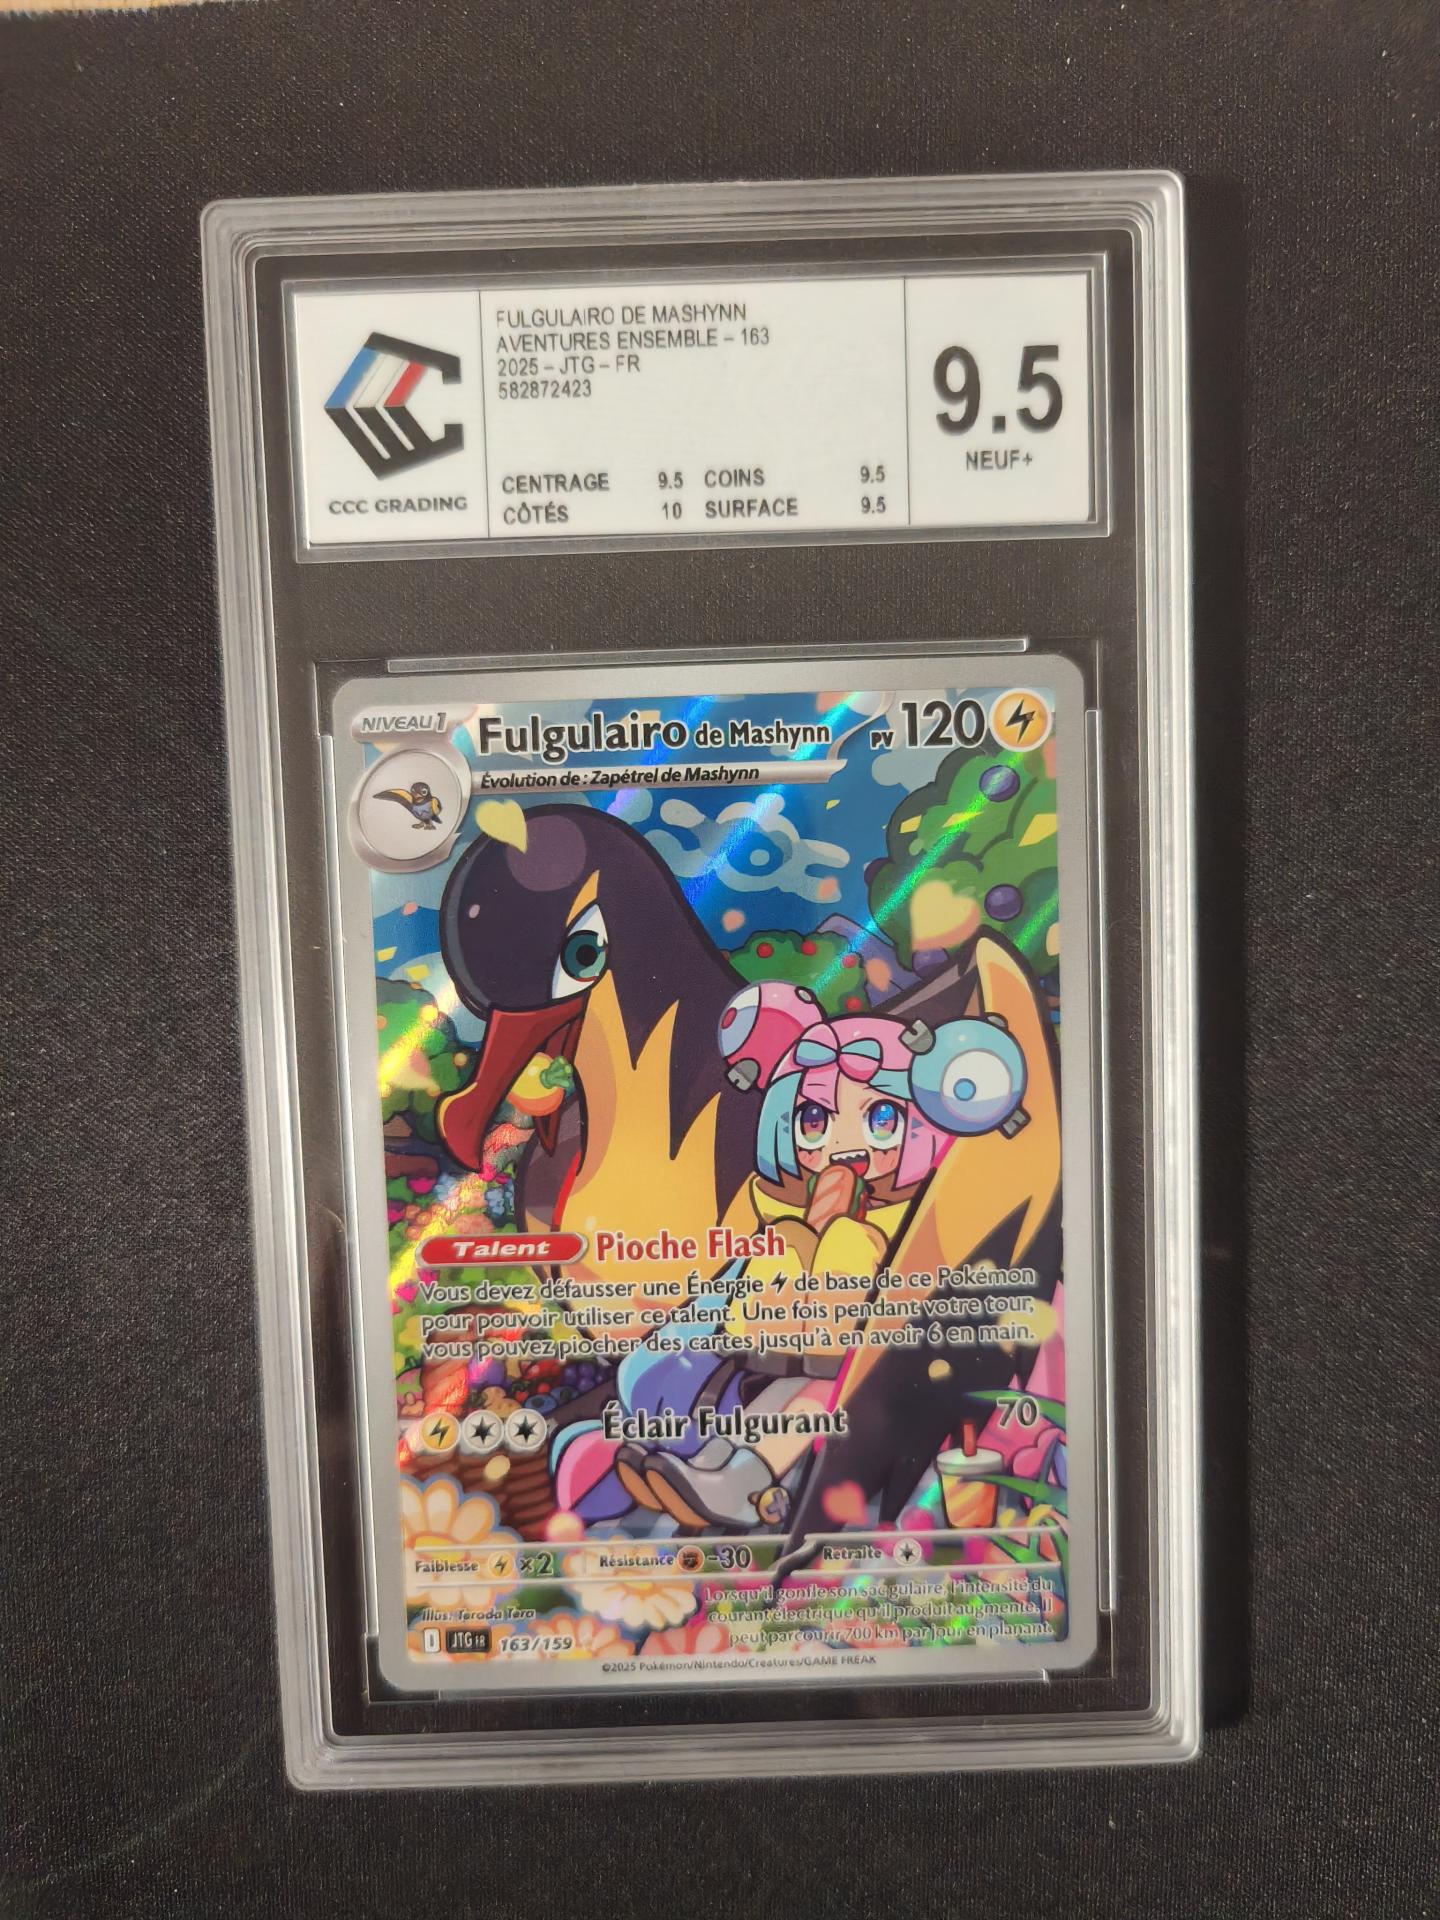 FULGULAIRO DE MASHYNN
AVENTURES ENSEMBLE – 163
2025 – JTG – FR
582872423
CENTRAGE 9.5 COINS 9.5
CÔTÉS 10 SURFACE 9.5
9.5
NEUF+
CCC GRADING
NIVEAU 1
Fulgulairo de Mashynn
PV 120
Évolution de : Zapétrel de Mashynn
Talent Pioche Flash
Vous devez défausser une Énergie de base de ce Pokémon
pour pouvoir utiliser ce talent. Une fois pendant votre tour,
vous pouvez piocher des cartes jusqu'à en avoir 6 en main.
Éclair Fulgurant 70
Faiblesse ×2 Résistance -30 Retraite
Lorsqu'il gonfle son sac gulaire, l'intensité du
courant électrique qu'il produit augmente. Il
peut parcourir 700 km par jour en planant.
Illus. Terada Tera
I JTG FR 163/159
©2025 Pokémon/Nintendo/Creatures/GAME FREAK